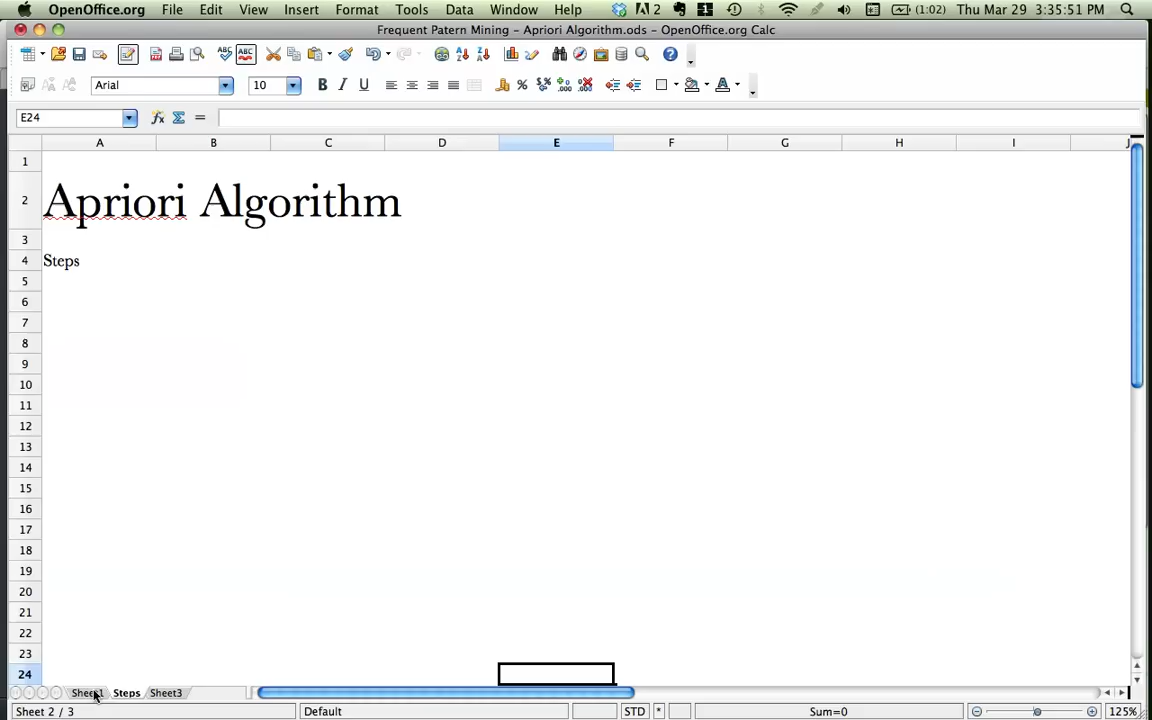 OpenOffice.org File Edit View Insert Format Tools Data Window Help 2 (1:02) Thu Mar 29 3:35:51 PM
Frequent Patern Mining - Apriori Algorithm.ods - OpenOffice.org Calc
Arial 10
E24
A B C D E F G H I J
1
2 Apriori Algorithm
3
4 Steps
5
6
7
8
9
10
11
12
13
14
15
16
17
18
19
20
21
22
23
24
Sheet1 Steps Sheet3
Sheet 2 / 3 Default STD * Sum=0 125%